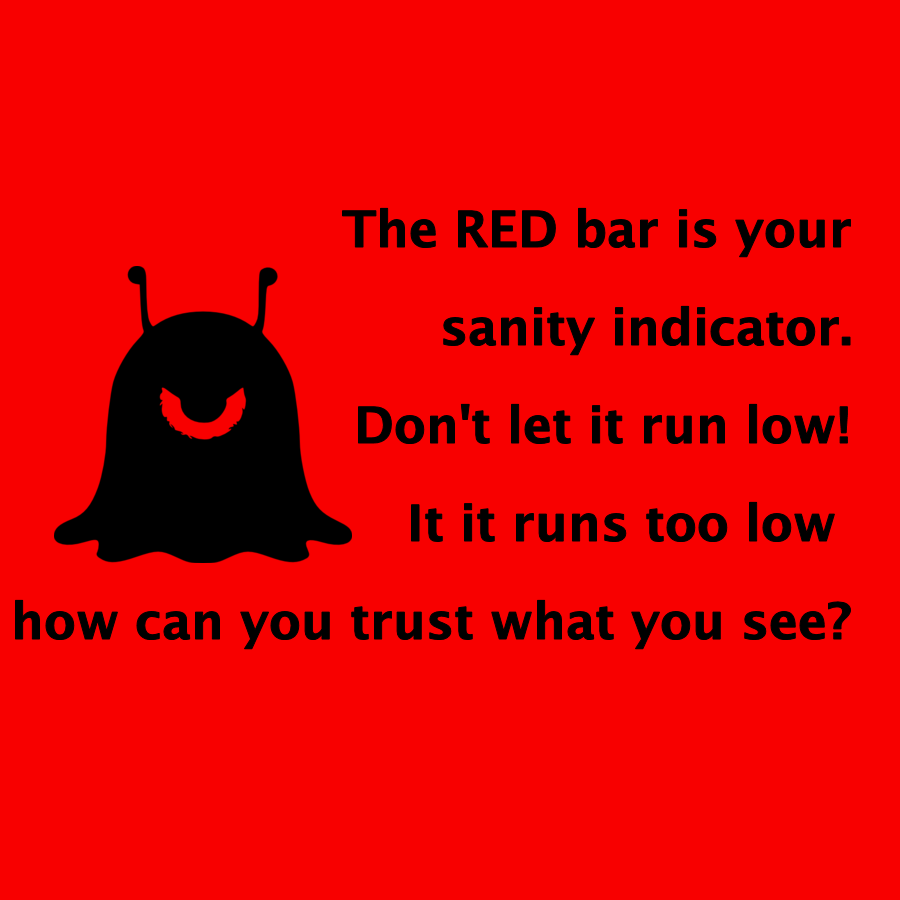 The RED bar is your
sanity indicator.
Don't let it run low!
It it runs too low
how can you trust what you see?